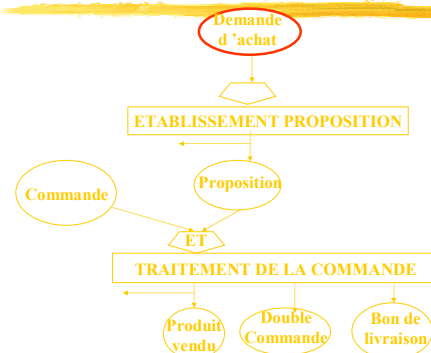 Demande
d ’achat
ETABLISSEMENT PROPOSITION
Proposition
Commande
ET
TRAITEMENT DE LA COMMANDE
Produit
vendu
Double
Commande
Bon de
livraison